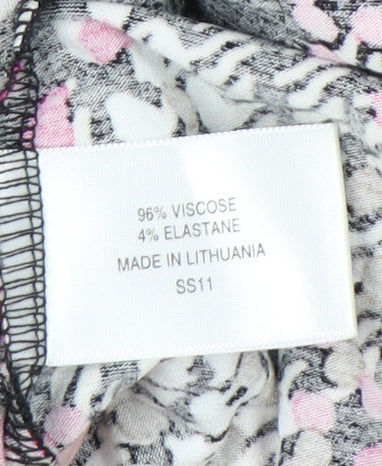 96% VISCOSE
4% ELASTANE
MADE IN LITHUANIA
SS11